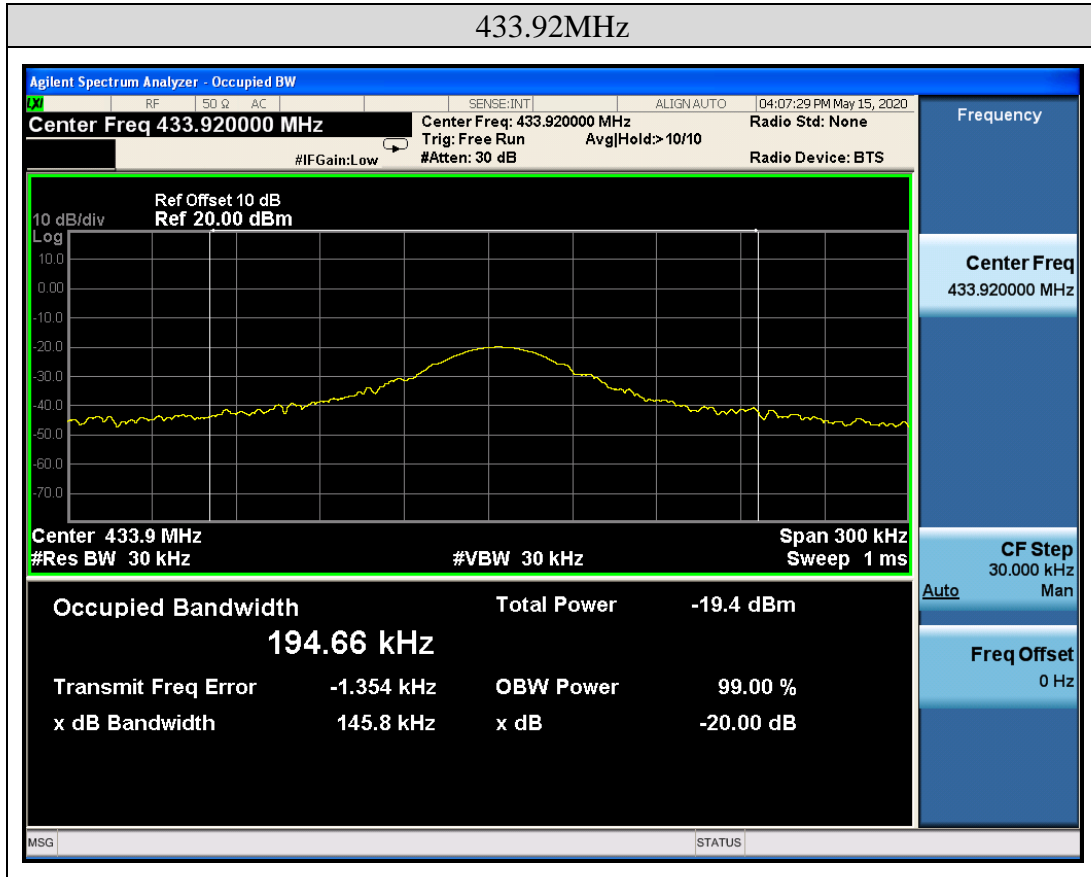 433.92MHz
Agilent Spectrum Analyzer - Occupied BW
LXI RF 50 Ω AC SENSE:INT ALIGN AUTO 04:07:29 PM May 15, 2020
Center Freq 433.920000 MHz Center Freq: 433.920000 MHz Radio Std: None
Trig: Free Run Avg|Hold:> 10/10
#IFGain:Low #Atten: 30 dB Radio Device: BTS
Ref Offset 10 dB
10 dB/div Ref 20.00 dBm
Log
10.0
0.00
-10.0
-20.0
-30.0
-40.0
-50.0
-60.0
-70.0
Center 433.9 MHz Span 300 kHz
#Res BW 30 kHz #VBW 30 kHz Sweep 1 ms
Occupied Bandwidth Total Power -19.4 dBm
194.66 kHz
Transmit Freq Error -1.354 kHz OBW Power 99.00 %
x dB Bandwidth 145.8 kHz x dB -20.00 dB
Frequency
Center Freq
433.920000 MHz
CF Step
30.000 kHz
Auto Man
Freq Offset
0 Hz
MSG STATUS